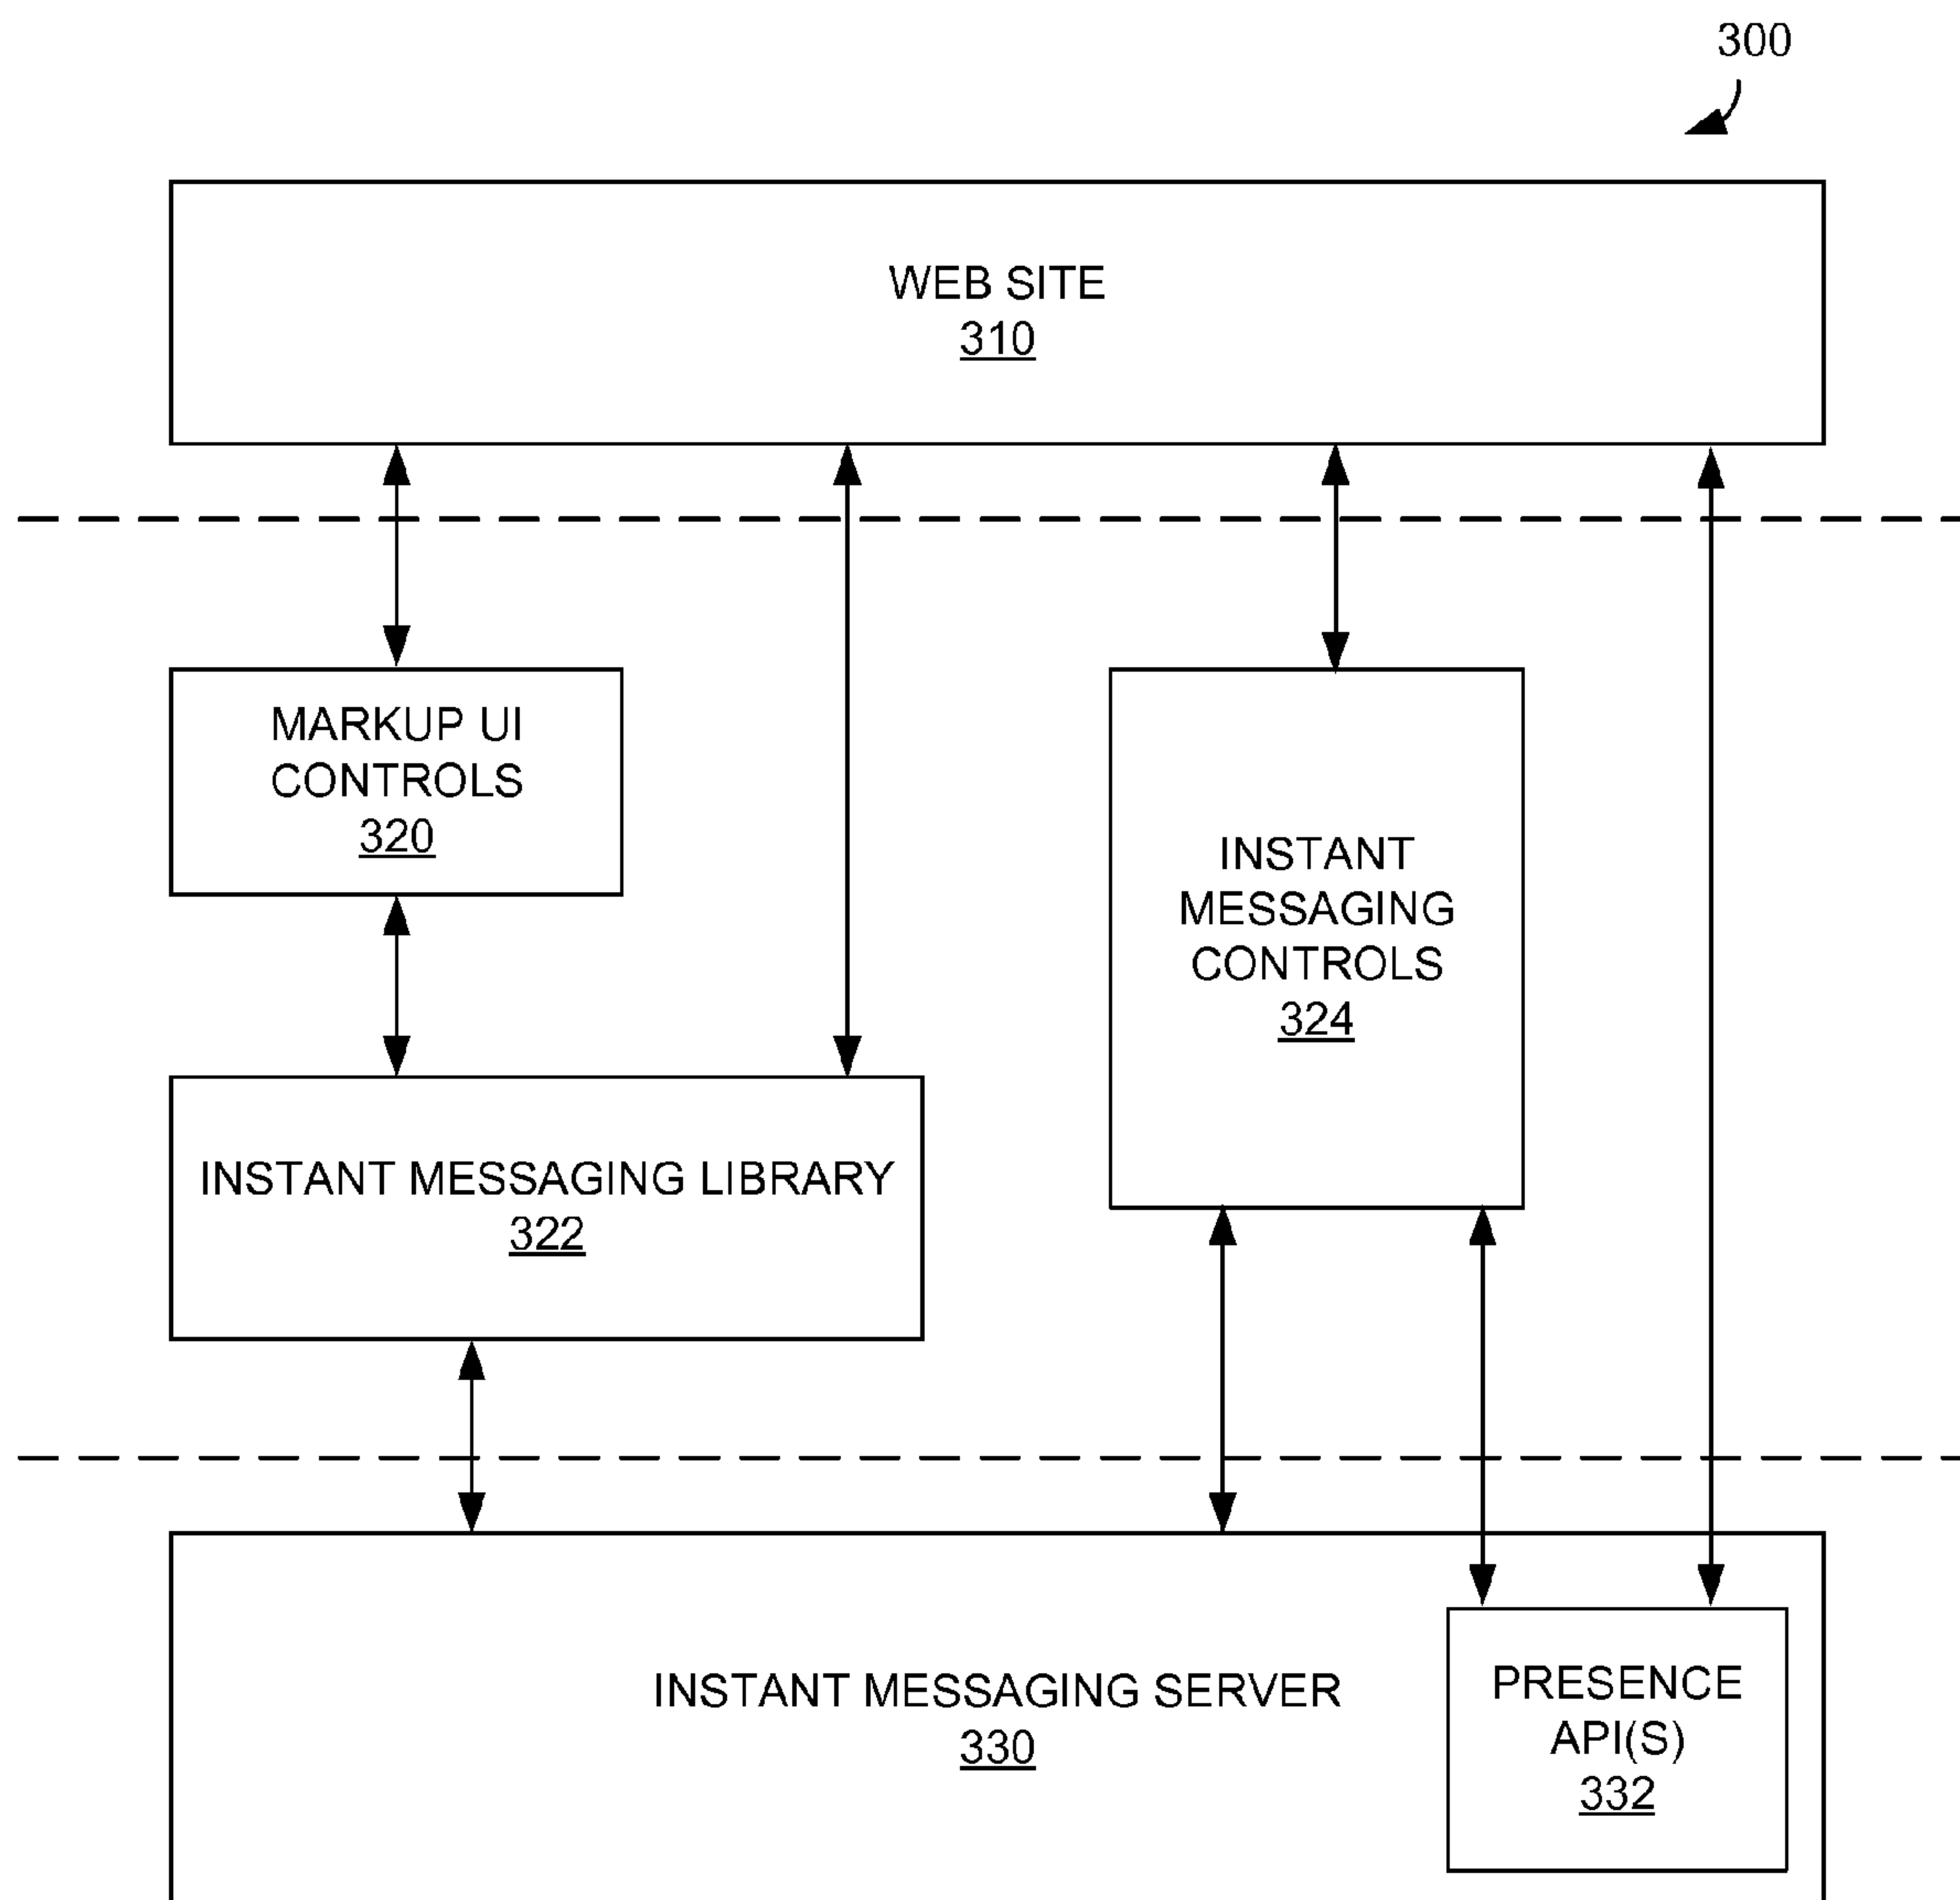 300
WEB SITE
310
MARKUP UI
CONTROLS
320
INSTANT
MESSAGING
CONTROLS
324
INSTANT MESSAGING LIBRARY
322
INSTANT MESSAGING SERVER
330
PRESENCE
API(S)
332